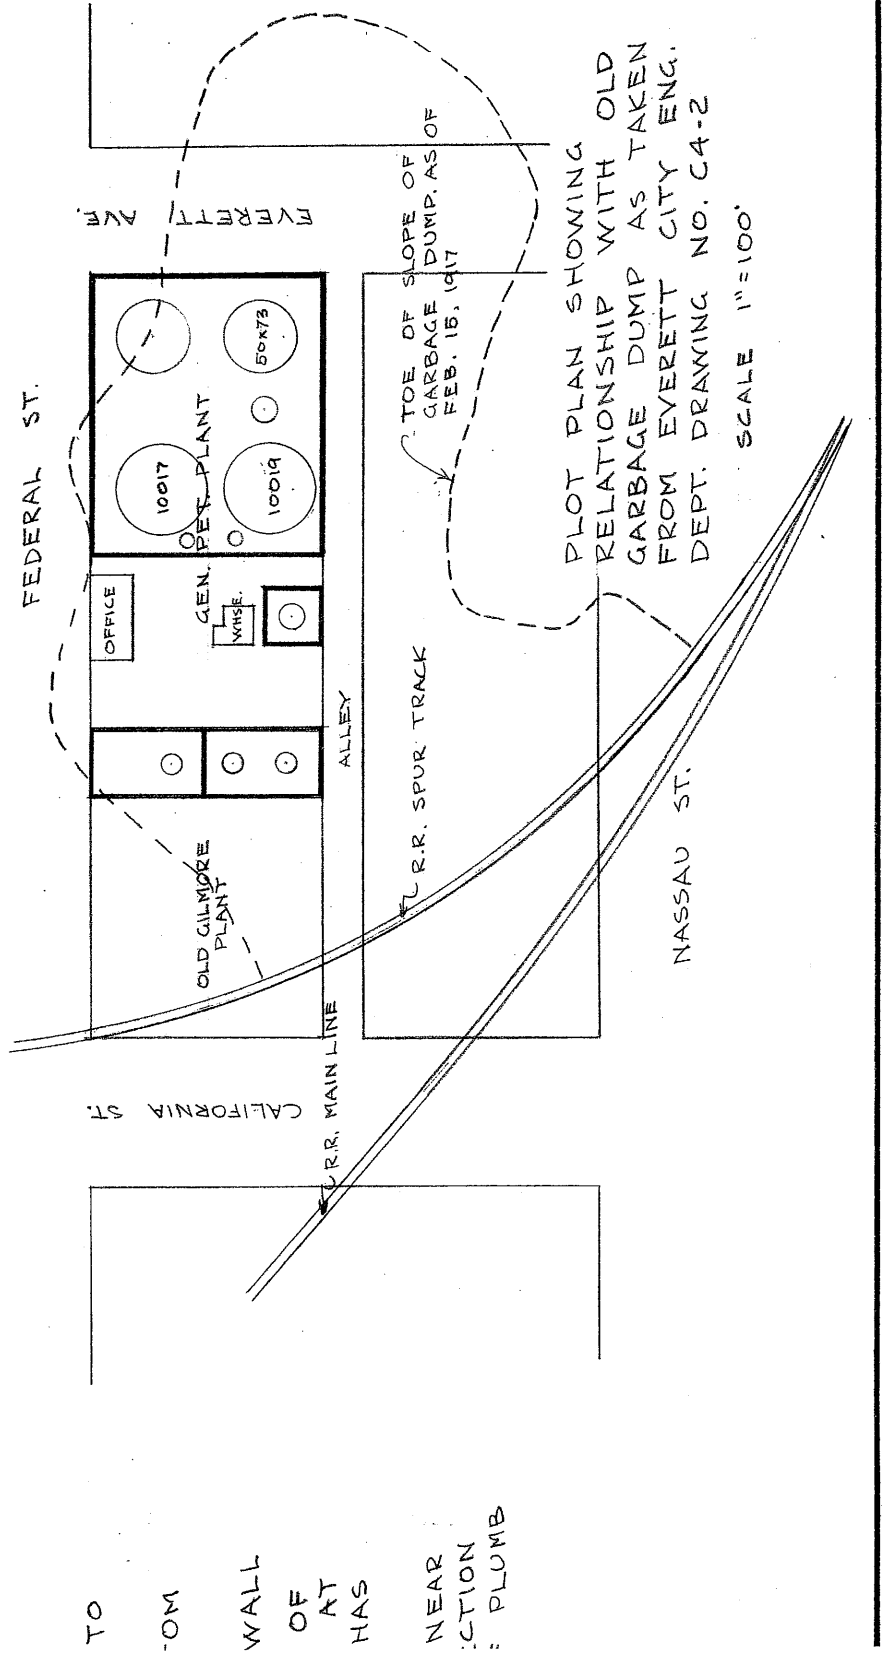 FEDERAL ST.
EVERETT AVE.
CALIFORNIA ST.
NASSAU ST.
ALLEY
OFFICE
GEN. PET. PLANT
WHSE.
10017
10019
50x73
OLD GILMORE
PLANT
R.R. SPUR TRACK
R.R. MAIN LINE
TOE OF SLOPE OF
GARBAGE DUMP. AS OF
FEB. 15, 1917
PLOT PLAN SHOWING
RELATIONSHIP WITH OLD
GARBAGE DUMP AS TAKEN
FROM EVERETT CITY ENG.
DEPT. DRAWING NO. C4-2
SCALE 1"=100'
TO
OM
WALL
OF
AT
HAS
NEAR
CTION
PLUMB